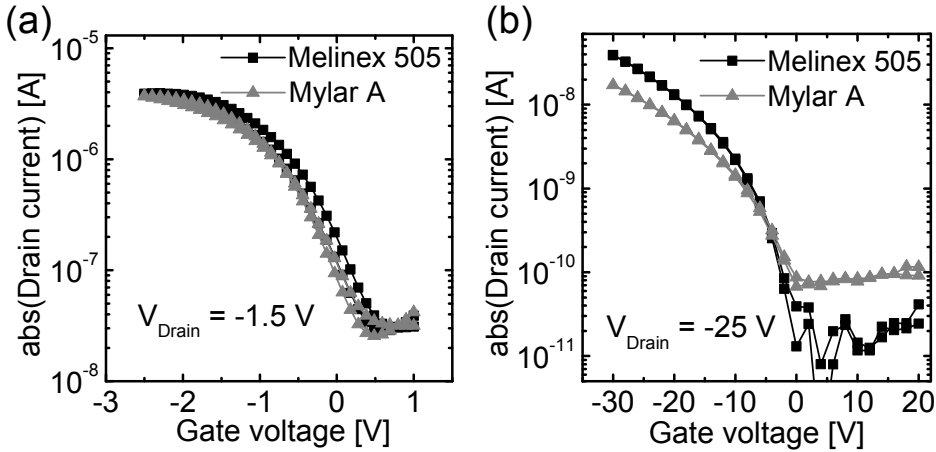 (a)
abs(Drain current) [A]
10⁻⁵
10⁻⁶
10⁻⁷
10⁻⁸
Melinex 505
Mylar A
V_Drain = -1.5 V
−3 −2 −1 0 1
Gate voltage [V]
(b)
abs(Drain current) [A]
10⁻⁸
10⁻⁹
10⁻¹⁰
10⁻¹¹
Melinex 505
Mylar A
V_Drain = -25 V
-30 -20 -10 0 10 20
Gate voltage [V]